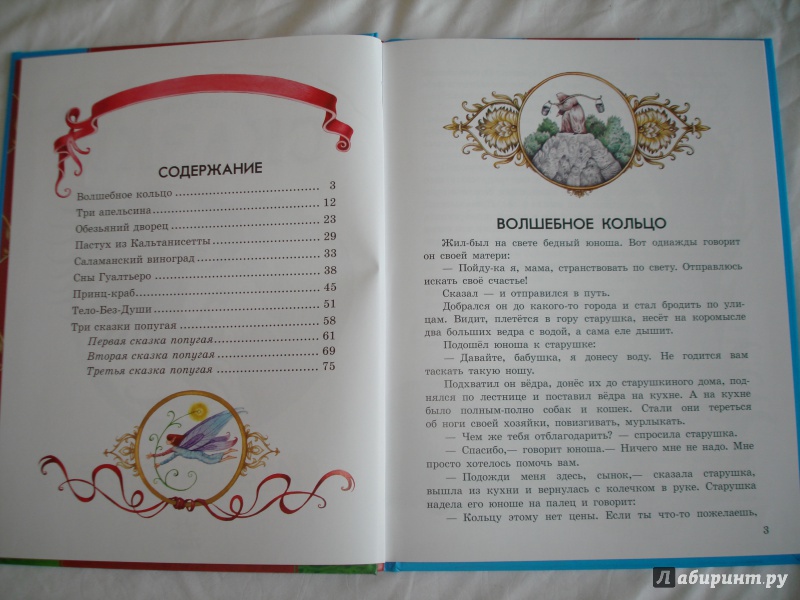 СОДЕРЖАНИЕ
Волшебное кольцо 3
Три апельсина 12
Обезьяний дворец 23
Пастух из Кальтанисетты 29
Саламанский виноград 33
Сны Гуалтьеро 38
Принц-краб 45
Тело-Без-Души 51
Три сказки попугая 58
Первая сказка попугая 61
Вторая сказка попугая 69
Третья сказка попугая 75
ВОЛШЕБНОЕ КОЛЬЦО
Жил-был на свете бедный юноша. Вот однажды говорит
он своей матери:
— Пойду-ка я, мама, странствовать по свету. Отправлюсь
искать своё счастье!
Сказал — и отправился в путь.
Добрался он до какого-то города и стал бродить по ули-
цам. Видит, плетётся в гору старушка, несёт на коромысле
два больших ведра с водой, а сама еле дышит.
Подошёл юноша к старушке:
— Давайте, бабушка, я донесу воду. Не годится вам
таскать такую ношу.
Подхватил он вёдра, донёс их до старушкиного дома, под-
нялся по лестнице и поставил вёдра на кухне. А на кухне
было полным-полно собак и кошек. Стали они тереться
об ноги своей хозяйки, повизгивать, мурлыкать.
— Чем же тебя отблагодарить? — спросила старушка.
— Спасибо,— говорит юноша.— Ничего мне не надо. Мне
просто хотелось помочь вам.
— Подожди меня здесь, сынок,— сказала старушка,
вышла из кухни и вернулась с колечком в руке. Старушка
надела его юноше на палец и говорит:
— Кольцу этому нет цены. Если ты что-то пожелаешь,
3
Лабиринт.ру